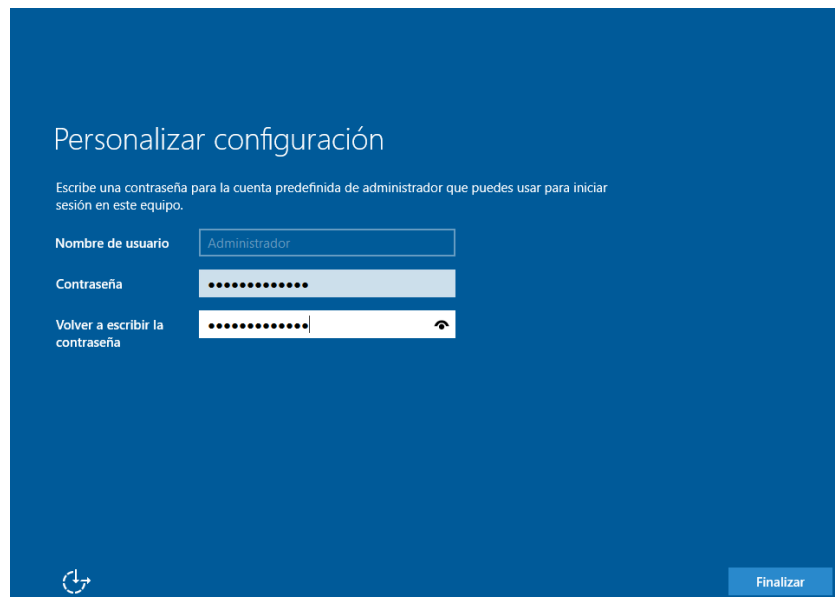 Personalizar configuración
Escribe una contraseña para la cuenta predefinida de administrador que puedes usar para iniciar
sesión en este equipo.
Nombre de usuario
Administrador
Contraseña
●●●●●●●●●●●●●
Volver a escribir la
contraseña
●●●●●●●●●●●●●
Finalizar